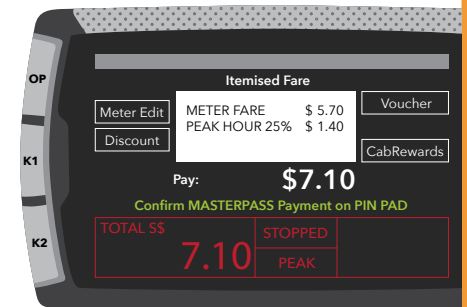 OP
K1
K2
Itemised Fare
Meter Edit
Discount
METER FARE $ 5.70
PEAK HOUR 25% $ 1.40
Voucher
CabRewards
Pay: $7.10
Confirm MASTERPASS Payment on PIN PAD
TOTAL S$
7.10
STOPPED
PEAK